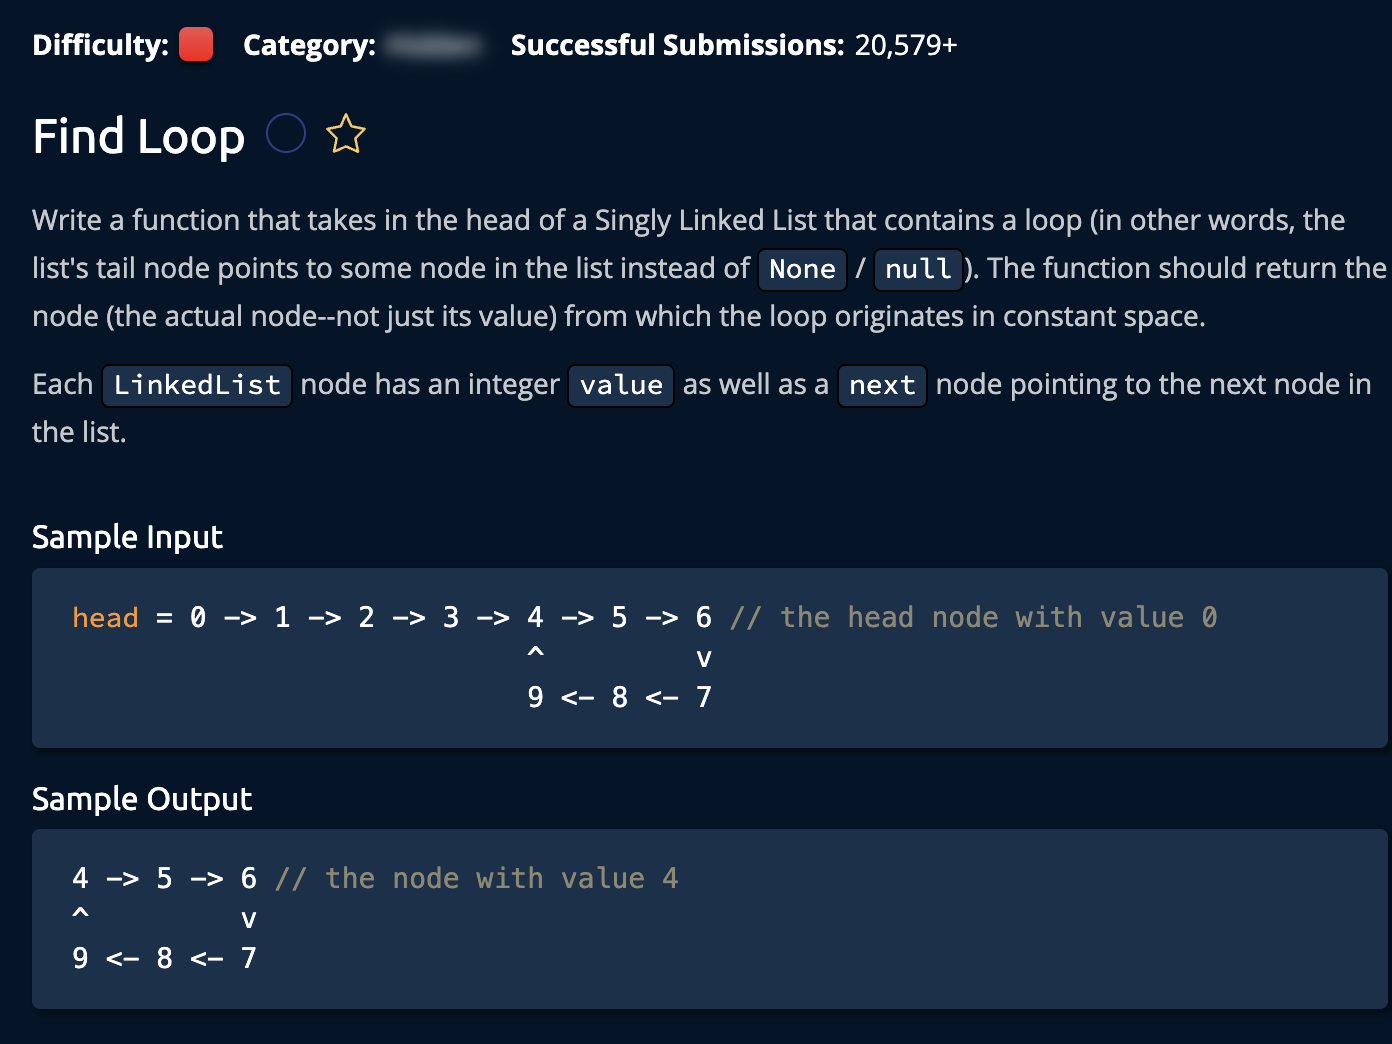 Difficulty: Category: Successful Submissions: 20,579+
Find Loop
Write a function that takes in the head of a Singly Linked List that contains a loop (in other words, the
list's tail node points to some node in the list instead of None / null). The function should return the
node (the actual node--not just its value) from which the loop originates in constant space.
Each LinkedList node has an integer value as well as a next node pointing to the next node in
the list.
Sample Input
head = 0 -> 1 -> 2 -> 3 -> 4 -> 5 -> 6 // the head node with value 0
^ v
9 <- 8 <- 7
Sample Output
4 -> 5 -> 6 // the node with value 4
^ v
9 <- 8 <- 7